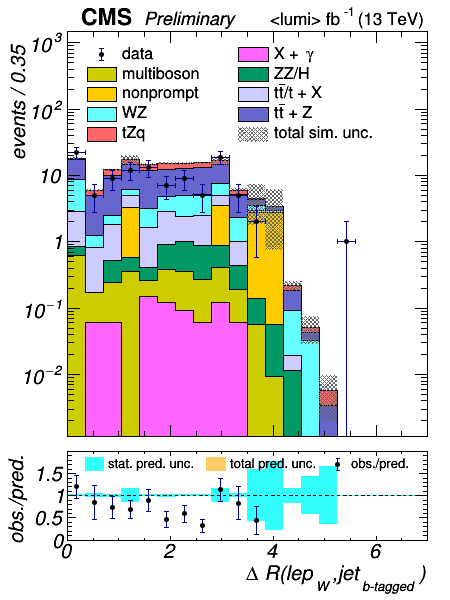 CMS Preliminary <lumi> fb⁻¹ (13 TeV)
events / 0.35
10³
10²
10
1
10⁻¹
10⁻²
data
multiboson
nonprompt
WZ
tZq
X + γ
ZZ/H
tt̄/t + X
tt̄ + Z
total sim. unc.
obs./pred.
1.5
1
0.5
0
stat. pred. unc. total pred. unc. obs./pred.
0 2 4 6
Δ R(lep_W, jet_b-tagged)